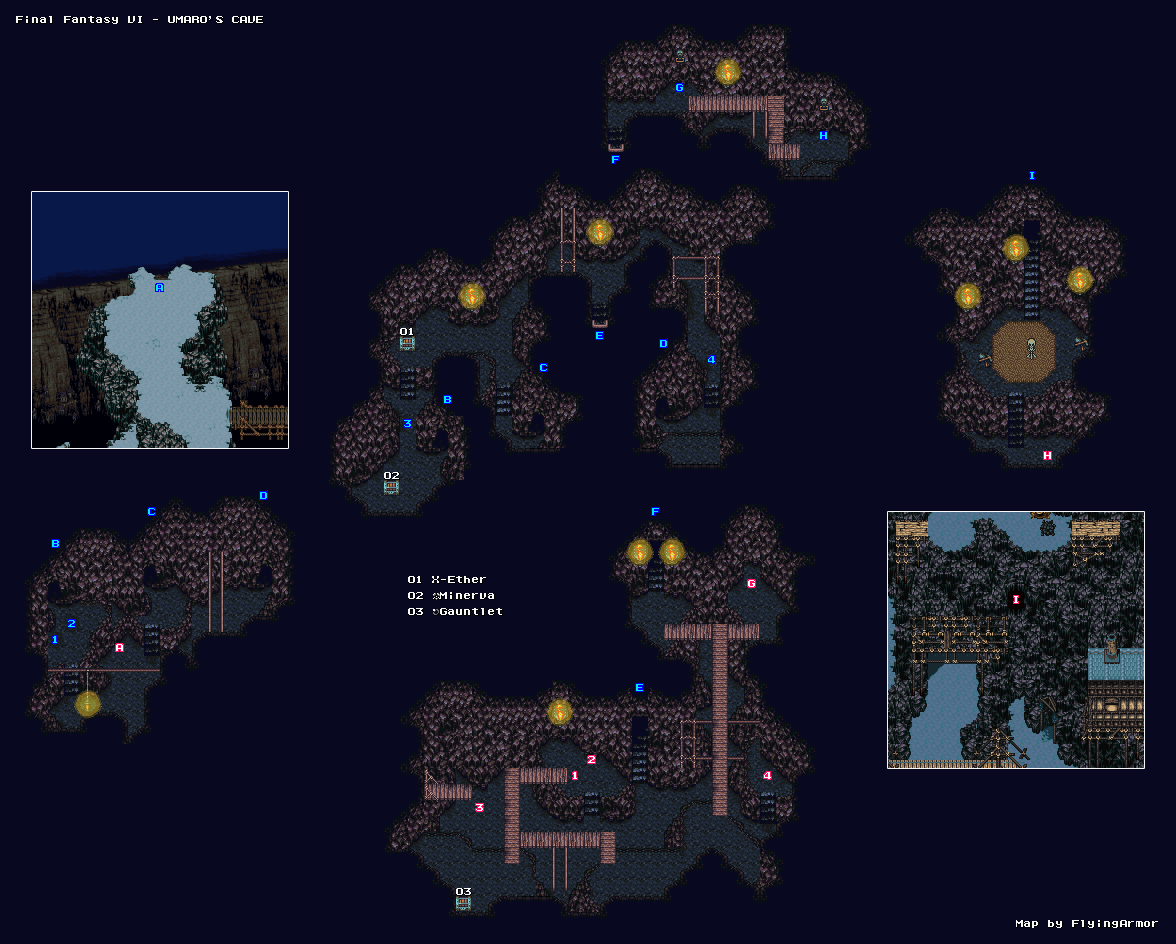 Final Fantasy VI - UMARO'S CAVE
G
H
F
I
A
01
E
D
4
C
B
3
02
H
D
C
B
F
2
1
A
01 X-Ether
02 Minerva
03 Gauntlet
G
I
E
2
1
4
3
03
Map by FlyingArmor